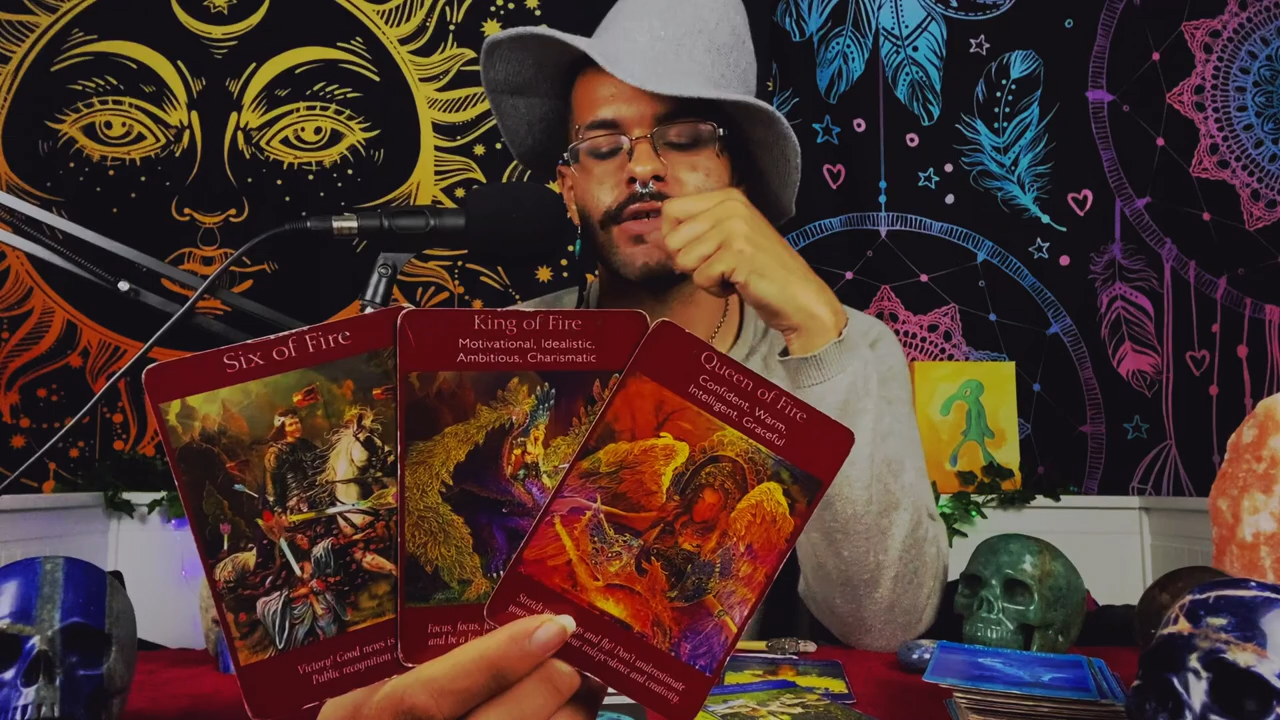 Six of Fire
Victory! Good news is
Public recognition
King of Fire
Motivational, Idealistic,
Ambitious, Charismatic
Focus, focus,
and be a
Queen of Fire
Confident, Warm,
Intelligent, Graceful
Stretch and fly! Don't underestimate
your independence and creativity.